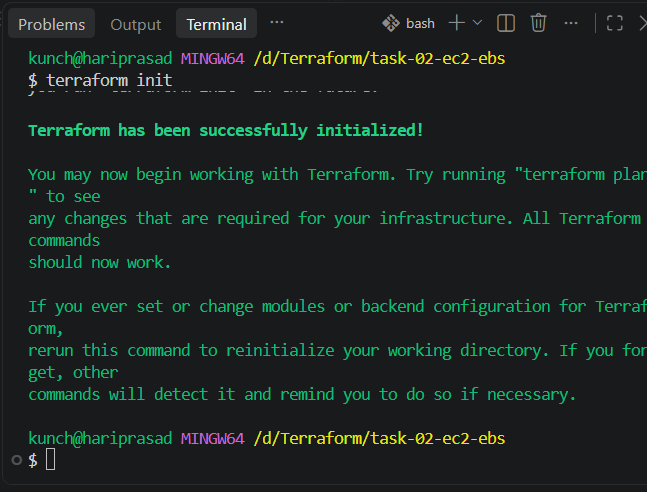 Problems Output Terminal ... bash
kunch@hariprasad MINGW64 /d/Terraform/task-02-ec2-ebs
$ terraform init
Terraform has been successfully initialized!
You may now begin working with Terraform. Try running "terraform plan
" to see
any changes that are required for your infrastructure. All Terraform
commands
should now work.
If you ever set or change modules or backend configuration for Terraf
orm,
rerun this command to reinitialize your working directory. If you for
get, other
commands will detect it and remind you to do so if necessary.
kunch@hariprasad MINGW64 /d/Terraform/task-02-ec2-ebs
$